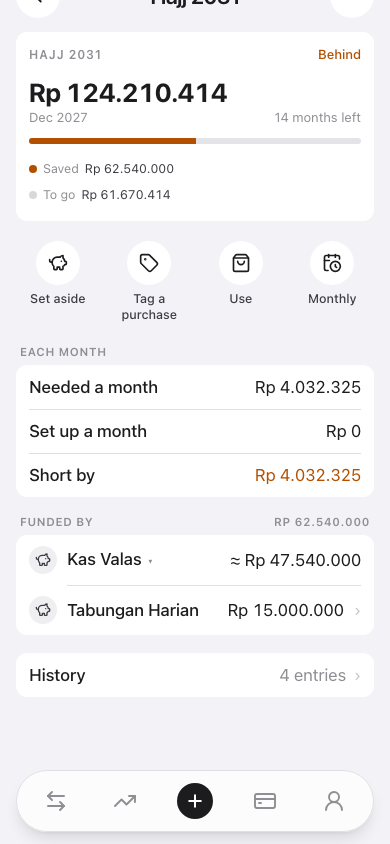 Hajj 2031
HAJJ 2031
Behind
Rp 124.210.414
Dec 2027
14 months left
Saved Rp 62.540.000
To go Rp 61.670.414
Set aside
Tag a
purchase
Use
Monthly
EACH MONTH
Needed a month
Rp 4.032.325
Set up a month
Rp 0
Short by
Rp 4.032.325
FUNDED BY
RP 62.540.000
Kas Valas
≈ Rp 47.540.000
Tabungan Harian
Rp 15.000.000
History
4 entries